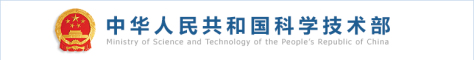 中华人民共和国科学技术部
Ministry of Science and Technology of the People's Republic of China